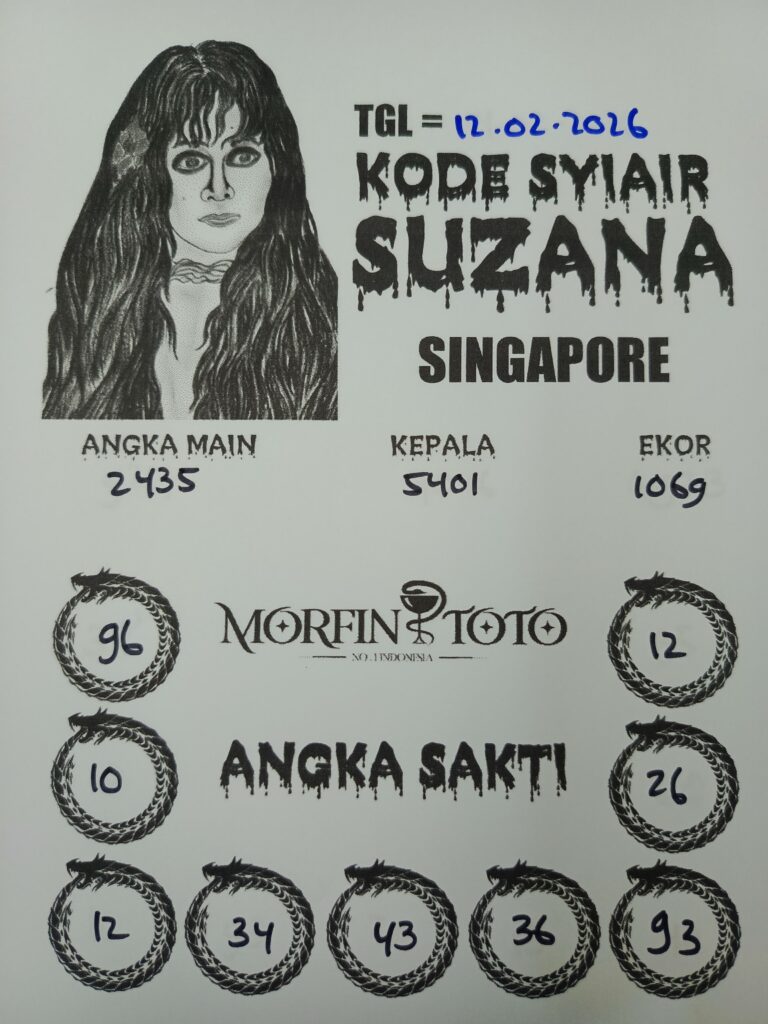 TGL = 12.02.2026
KODE SYIAIR
SUZANA
SINGAPORE
ANGKA MAIN KEPALA EKOR
2435 5401 1069
MORFIN TOTO
NO.1 INDONESIA
96 12
ANGKA SAKTI
10 26
12 34 43 36 93